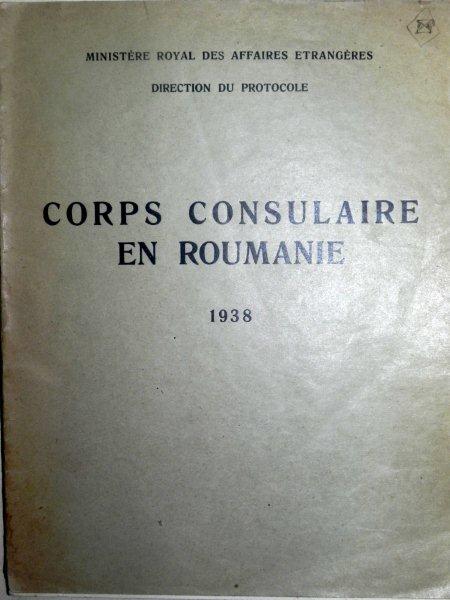 MINISTÈRE ROYAL DES AFFAIRES ETRANGÈRES
DIRECTION DU PROTOCOLE
CORPS CONSULAIRE
EN ROUMANIE
1938